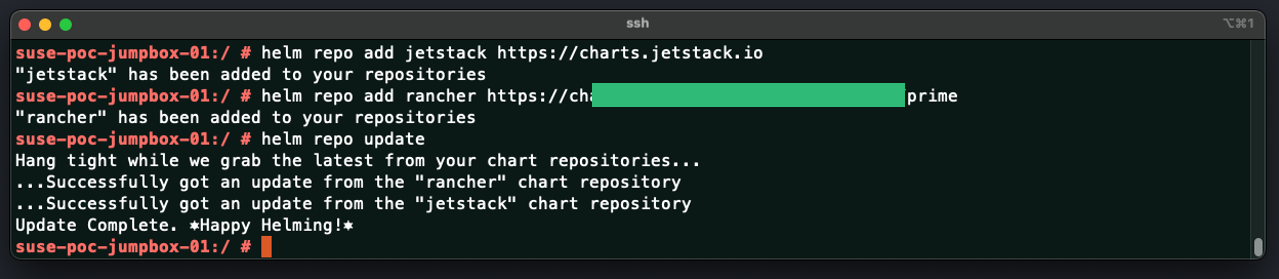 ssh
⌥⌘1
suse-poc-jumpbox-01:/ # helm repo add jetstack https://charts.jetstack.io
"jetstack" has been added to your repositories
suse-poc-jumpbox-01:/ # helm repo add rancher https://cha /prime
"rancher" has been added to your repositories
suse-poc-jumpbox-01:/ # helm repo update
Hang tight while we grab the latest from your chart repositories...
...Successfully got an update from the "rancher" chart repository
...Successfully got an update from the "jetstack" chart repository
Update Complete. ⎈Happy Helming!⎈
suse-poc-jumpbox-01:/ #